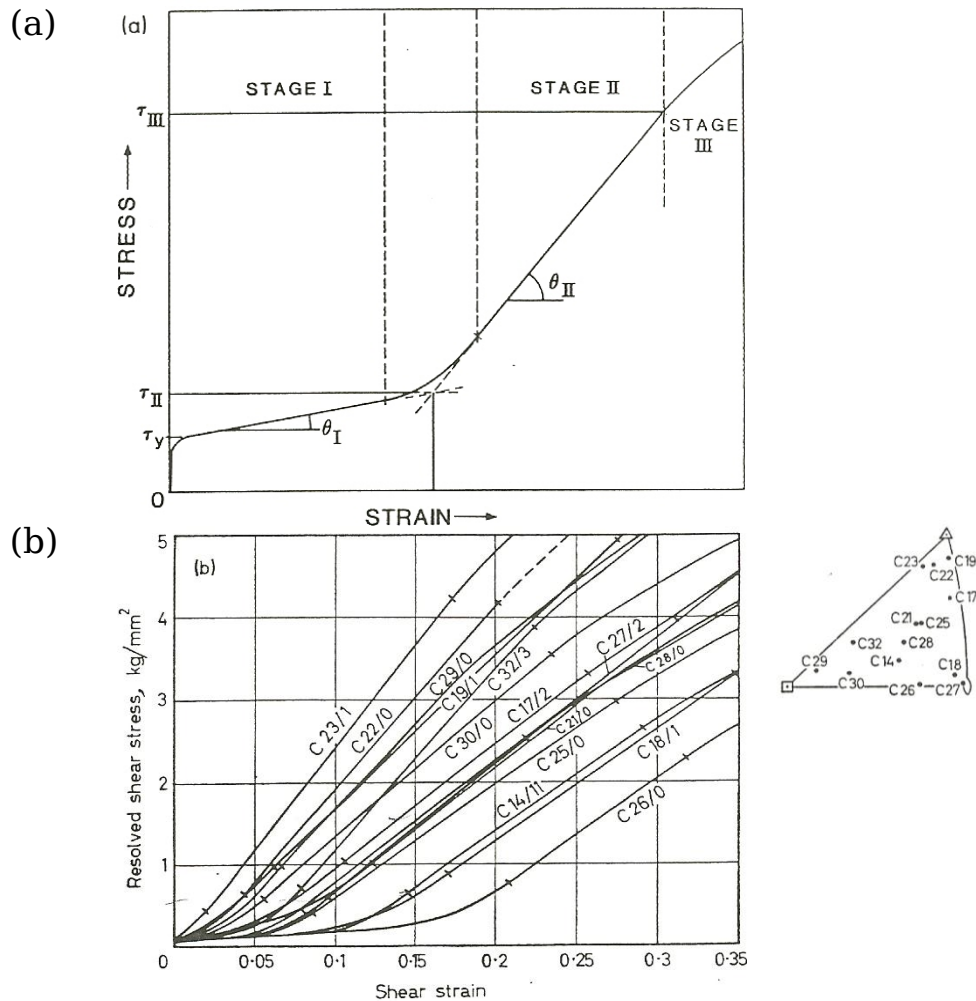 (a)
(a)
STAGE I
STAGE II
STAGE
III
τIII
STRESS
θII
τII
θI
τy
O
STRAIN
(b)
(b)
Resolved shear stress, kg/mm²
5
4
3
2
1
0
0·05
0·1
0·15
0·2
0·25
0·3
0·35
Shear strain
C 23/1
C 22/0
C 29/0
C 19/1
C 32/3
C 30/0
C 17/2
C 27/2
C 28/0
C 21/0
C 25/0
C 14/11
C 18/1
C 26/0
C23
C19
C22
C17
C21
C25
C32
C28
C29
C14
C18
C30
C26
C27